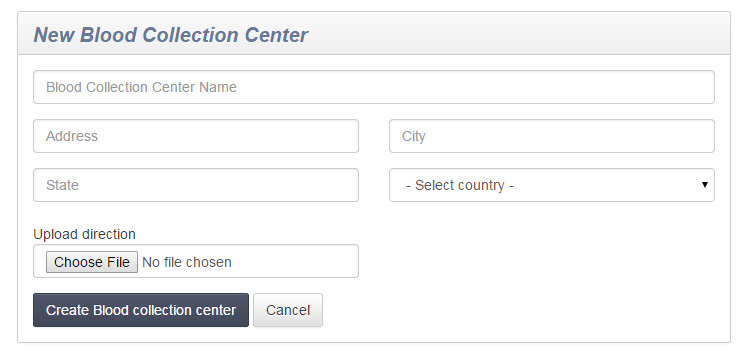 New Blood Collection Center
Blood Collection Center Name
Address City
State - Select country -
Upload direction
Choose File No file chosen
Create Blood collection center Cancel